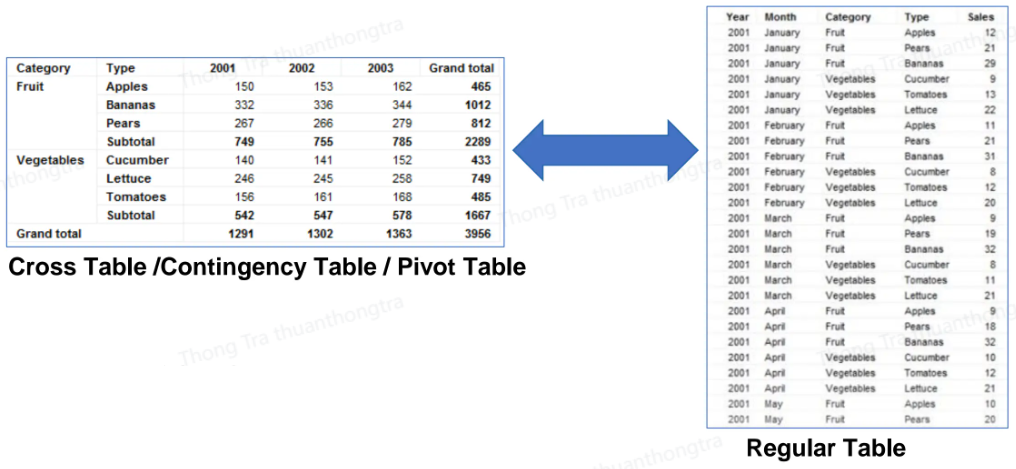 Category Type 2001 2002 2003 Grand total
Fruit Apples 150 153 162 465
Bananas 332 336 344 1012
Pears 267 266 279 812
Subtotal 749 755 785 2289
Vegetables Cucumber 140 141 152 433
Lettuce 246 245 258 749
Tomatoes 156 161 168 485
Subtotal 542 547 578 1667
Grand total 1291 1302 1363 3956
Cross Table /Contingency Table / Pivot Table
Year Month Category Type Sales
2001 January Fruit Apples 12
2001 January Fruit Pears 21
2001 January Fruit Bananas 29
2001 January Vegetables Cucumber 9
2001 January Vegetables Tomatoes 13
2001 January Vegetables Lettuce 22
2001 February Fruit Apples 11
2001 February Fruit Pears 21
2001 February Fruit Bananas 31
2001 February Vegetables Cucumber 8
2001 February Vegetables Tomatoes 12
2001 February Vegetables Lettuce 20
2001 March Fruit Apples 9
2001 March Fruit Pears 19
2001 March Fruit Bananas 32
2001 March Vegetables Cucumber 8
2001 March Vegetables Tomatoes 11
2001 March Vegetables Lettuce 21
2001 April Fruit Apples 9
2001 April Fruit Pears 18
2001 April Fruit Bananas 32
2001 April Vegetables Cucumber 10
2001 April Vegetables Tomatoes 12
2001 April Vegetables Lettuce 21
2001 May Fruit Apples 10
2001 May Fruit Pears 20
Regular Table
Thong Tra thuanthongtra